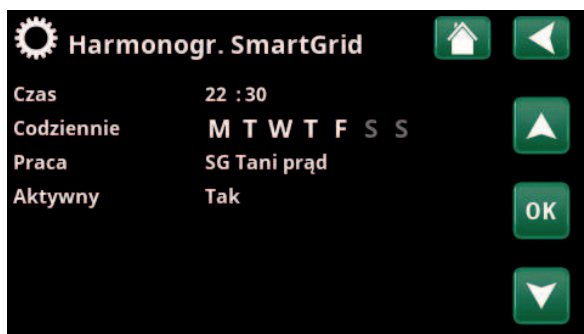 Harmonogr. SmartGrid
Czas 22 :30
Codziennie M T W T F S S
Praca SG Tani prąd
Aktywny Tak
OK